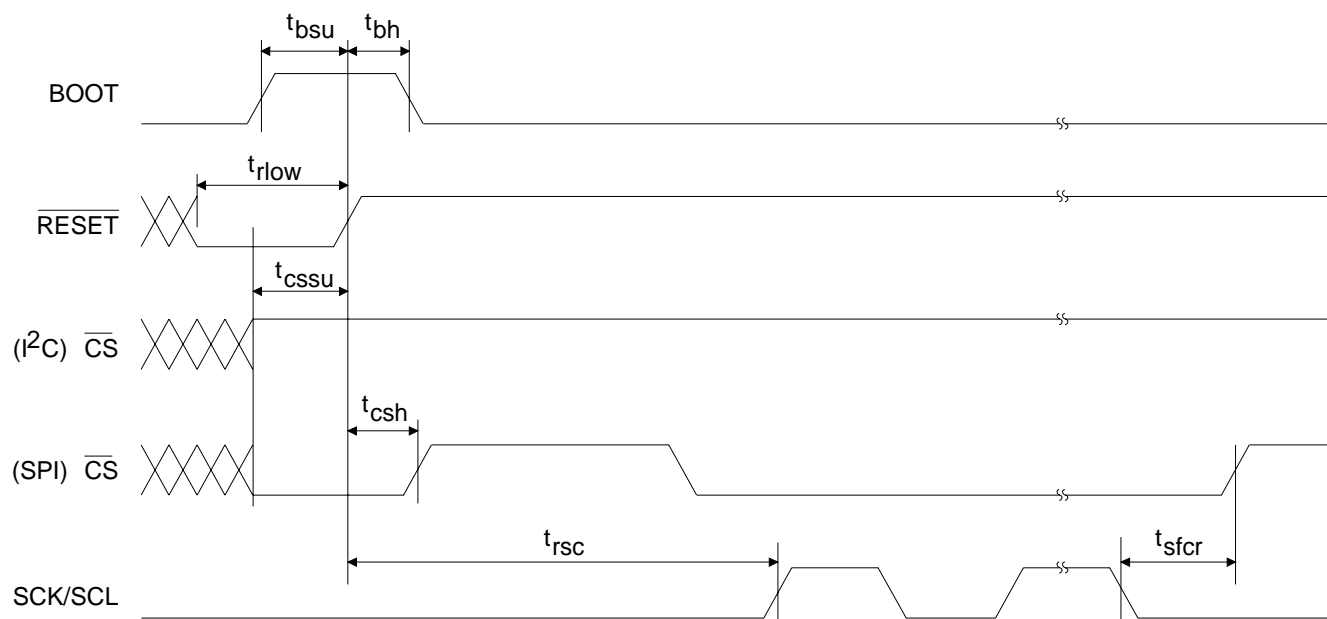 tbsu tbh
BOOT
trlow
RESET
tcssu
(I²C) CS
tcsh
(SPI) CS
trsc tsfcr
SCK/SCL